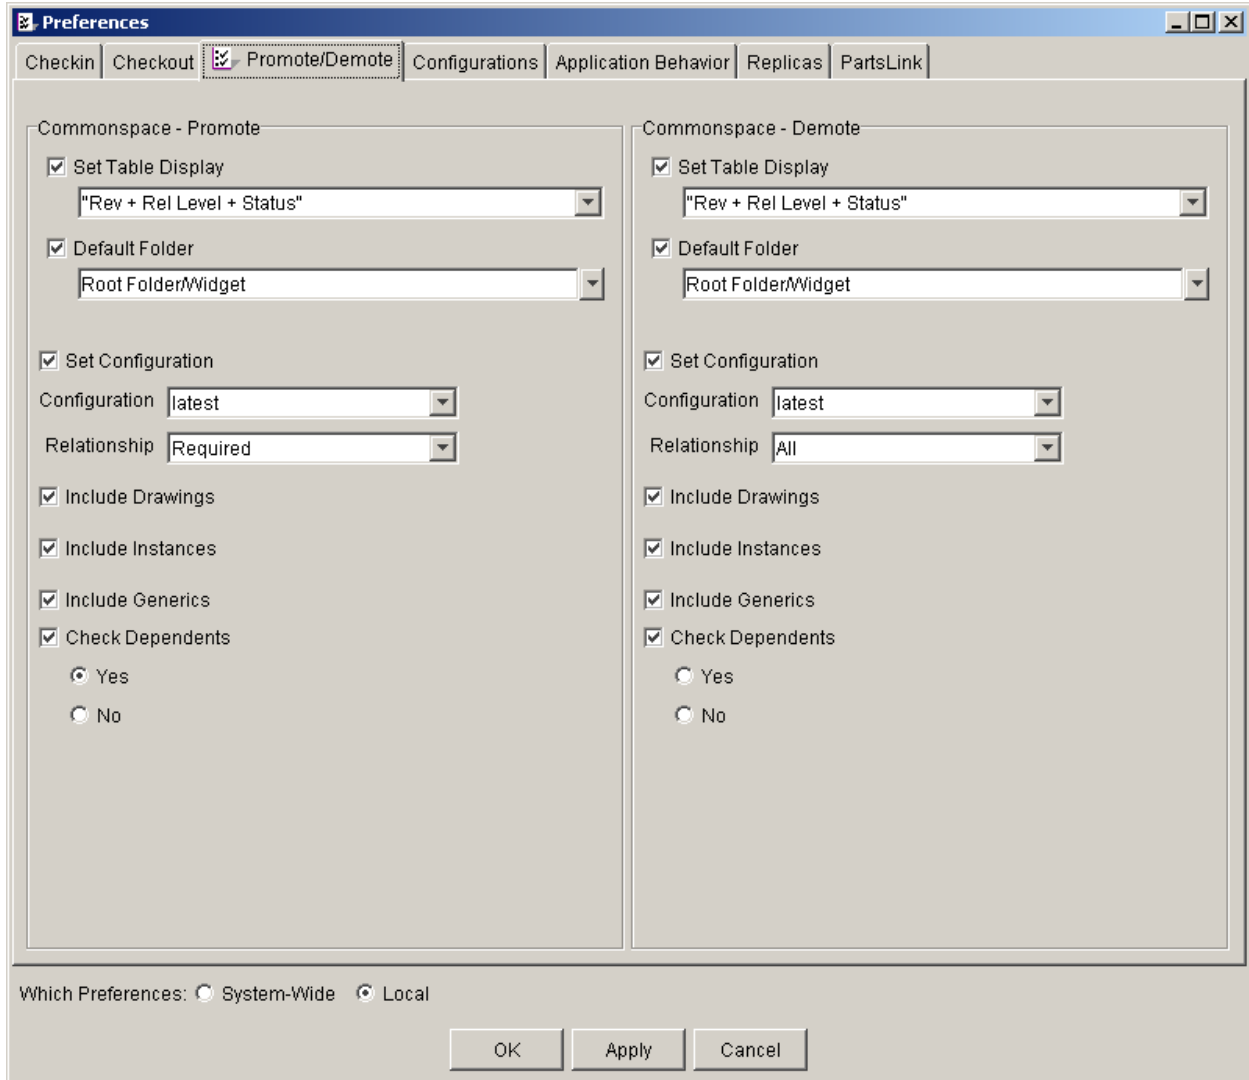 Preferences
Checkin Checkout Promote/Demote Configurations Application Behavior Replicas PartsLink
Commonspace - Promote
Set Table Display
"Rev + Rel Level + Status"
Default Folder
Root Folder/Widget
Set Configuration
Configuration latest
Relationship Required
Include Drawings
Include Instances
Include Generics
Check Dependents
Yes
No
Commonspace - Demote
Set Table Display
"Rev + Rel Level + Status"
Default Folder
Root Folder/Widget
Set Configuration
Configuration latest
Relationship All
Include Drawings
Include Instances
Include Generics
Check Dependents
Yes
No
Which Preferences: System-Wide Local
OK Apply Cancel